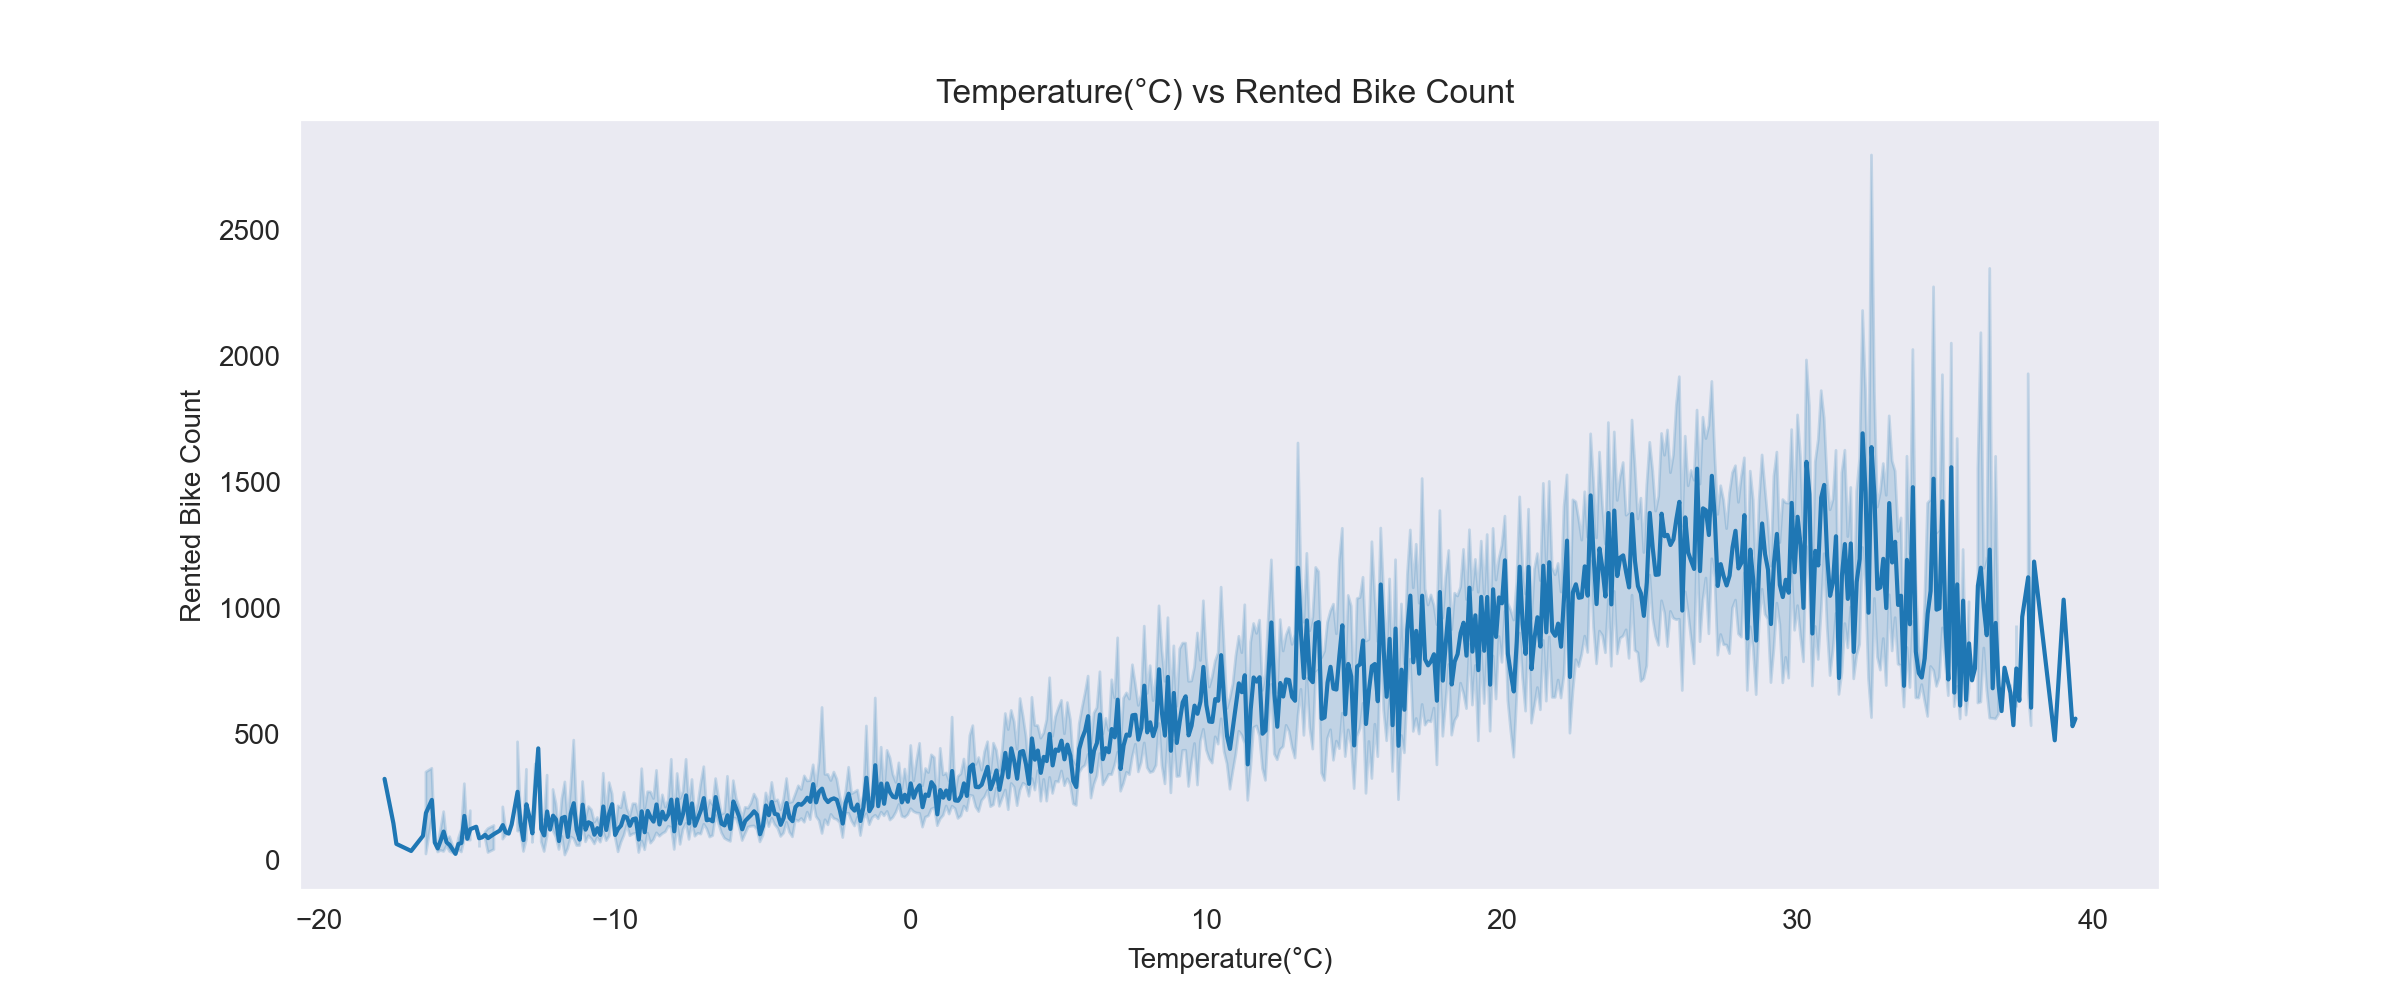 Temperature(°C) vs Rented Bike Count
2500
2000
1500
1000
500
0
Rented Bike Count
−20 −10 0 10 20 30 40
Temperature(°C)